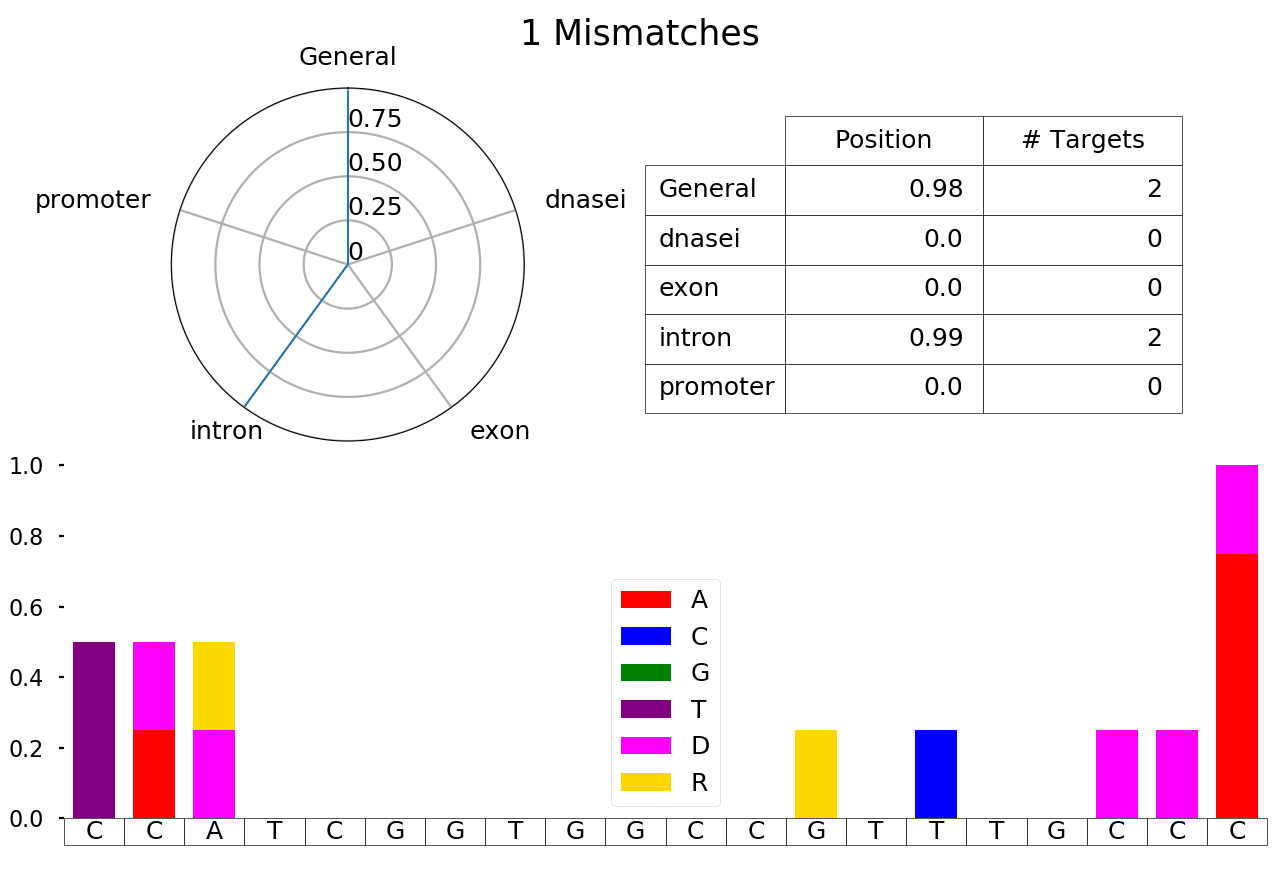 1 Mismatches
General
0.75
0.50
0.25
0
promoter
dnasei
intron
exon
Position # Targets
General 0.98 2
dnasei 0.0 0
exon 0.0 0
intron 0.99 2
promoter 0.0 0
1.0
0.8
0.6
0.4
0.2
0.0
A
C
G
T
D
R
C C A T C G G T G G C C G T T T G C C C